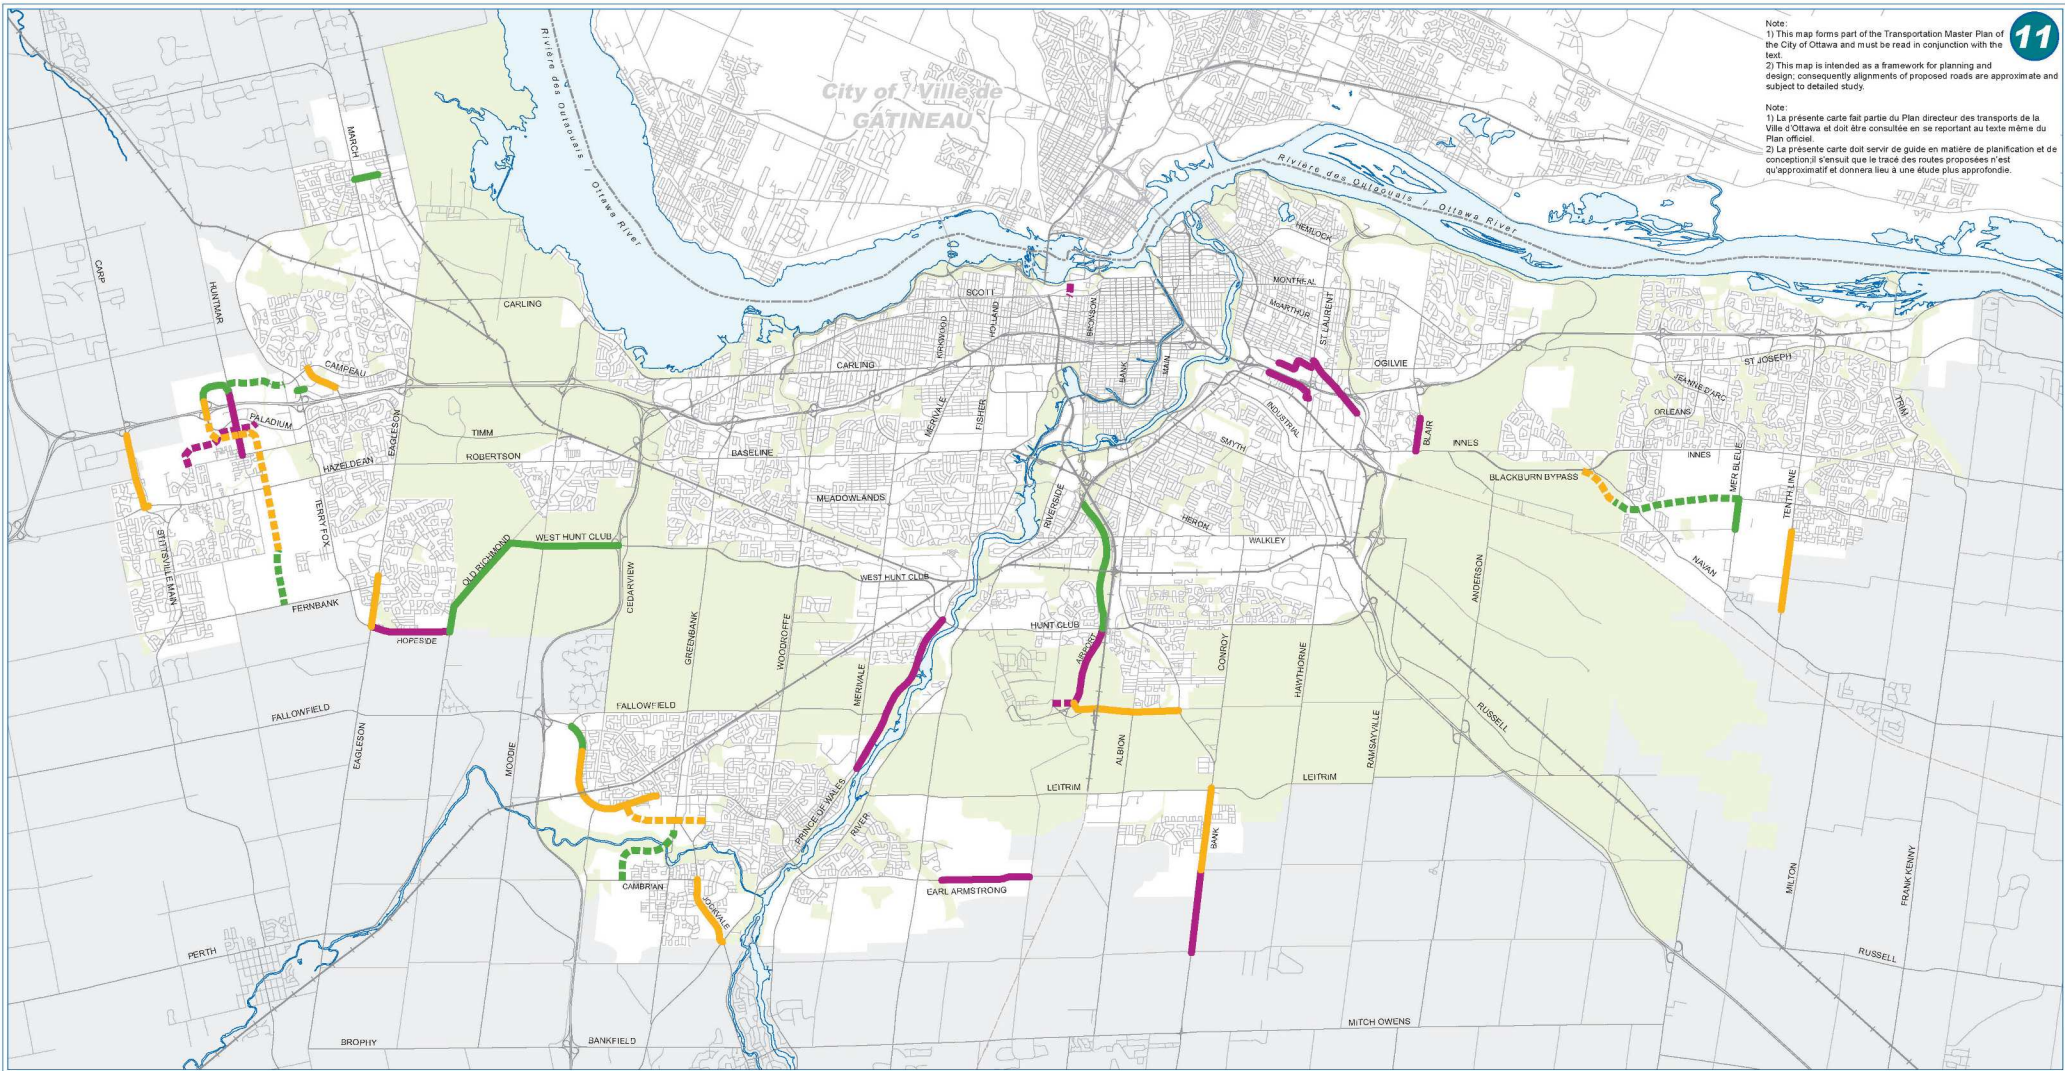 Note:
1) This map forms part of the Transportation Master Plan of
the City of Ottawa and must be read in conjunction with the
text.
2) This map is intended as a framework for planning and
design; consequently alignments of proposed roads are approximate and
subject to detailed study.
Note:
1) La présente carte fait partie du Plan directeur des transports de la
Ville d'Ottawa et doit être consultée en se reportant au texte même du
Plan officiel.
2) La présente carte doit servir de guide en matière de planification et de
conception;il s'ensuit que le tracé des routes proposées n'est
qu'approximatif et donnera lieu à une étude plus approfondie.
11
City of / Ville de
GATINEAU
Rivière des Outaouais / Ottawa River
Rivière des Outaouais / Ottawa River
MARCH
CARP
HUNTMAR
CARLING
CAMPEAU
PALADIUM
EAGLESON
TIMM
ROBERTSON
HAZELDEAN
TERRY FOX
STITTSVILLE MAIN
FERNBANK
HOPESIDE
OLD RICHMOND
WEST HUNT CLUB
CEDARVIEW
SCOTT
HOLLAND
KIRKWOOD
BRONSON
CARLING
MERIVALE
FISHER
BANK
MAIN
BASELINE
MEADOWLANDS
RIVERSIDE
WEST HUNT CLUB
HEMLOCK
MONTREAL
McARTHUR
ST LAURENT
OGILVIE
INDUSTRIAL
SMYTH
HERON
WALKLEY
BLAIR
INNES
BLACKBURN BYPASS
ST JOSEPH
JEANNE D'ARC
ORLEANS
TRIM
INNES
MER BLEUE
TENTH LINE
NAVAN
ANDERSON
HUNT CLUB
AIRPORT
CONROY
HAWTHORNE
GREENBANK
WOODROFFE
MERIVALE
FALLOWFIELD
FALLOWFIELD
EAGLESON
MOODIE
ALBION
RAMSAYVILLE
RUSSELL
LEITRIM
LEITRIM
PRINCE OF WALES
RIVER
BANK
CAMBRIAN
JOCKVALE
EARL ARMSTRONG
MILTON
FRANK KENNY
PERTH
RUSSELL
MITCH OWENS
BROPHY
BANKFIELD